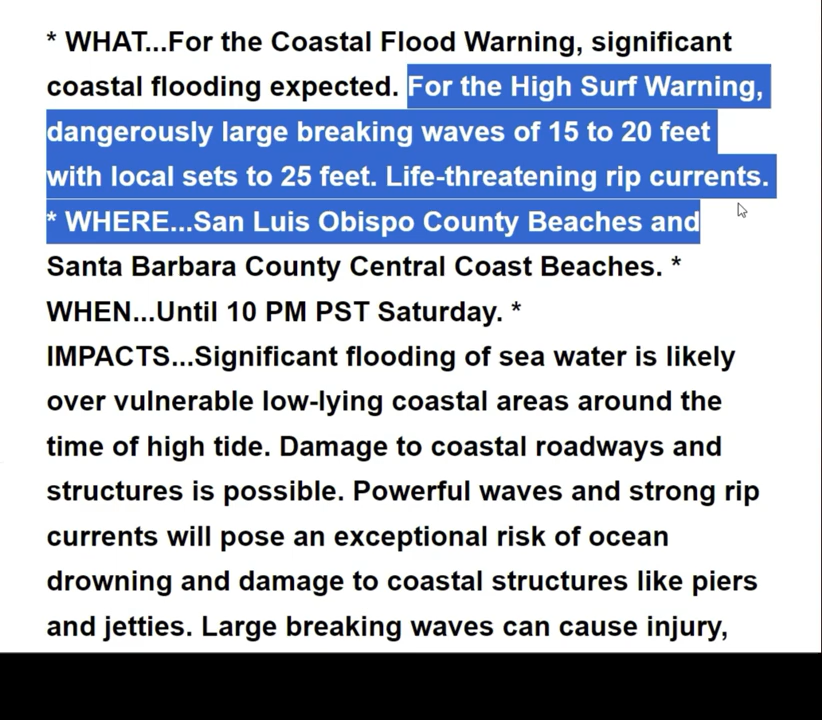 * WHAT...For the Coastal Flood Warning, significant
coastal flooding expected. For the High Surf Warning,
dangerously large breaking waves of 15 to 20 feet
with local sets to 25 feet. Life-threatening rip currents.
* WHERE...San Luis Obispo County Beaches and
Santa Barbara County Central Coast Beaches. *
WHEN...Until 10 PM PST Saturday. *
IMPACTS...Significant flooding of sea water is likely
over vulnerable low-lying coastal areas around the
time of high tide. Damage to coastal roadways and
structures is possible. Powerful waves and strong rip
currents will pose an exceptional risk of ocean
drowning and damage to coastal structures like piers
and jetties. Large breaking waves can cause injury,